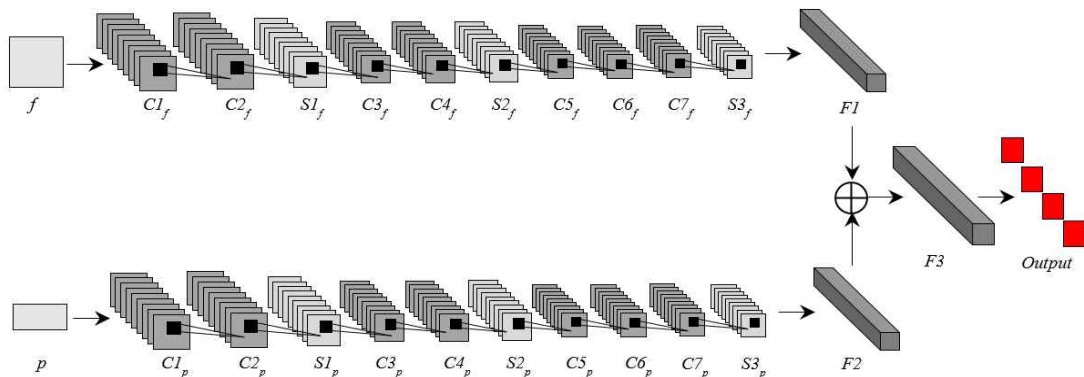 f C1f C2f S1f C3f C4f S2f C5f C6f C7f S3f F1
F3 Output
p C1p C2p S1p C3p C4p S2p C5p C6p C7p S3p F2